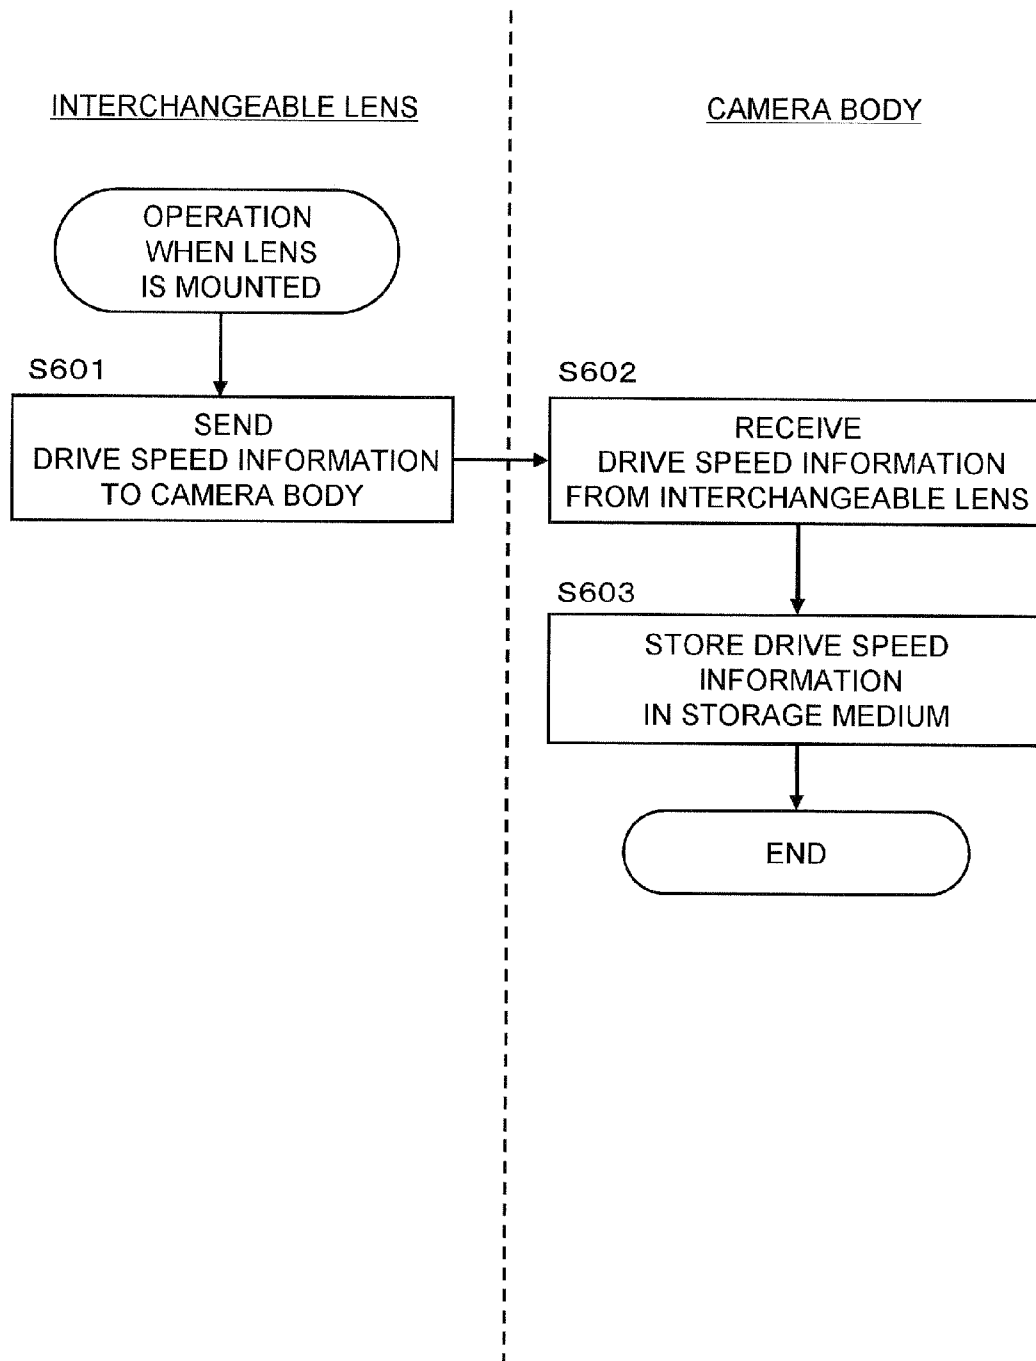 INTERCHANGEABLE LENS
CAMERA BODY
OPERATION
WHEN LENS
IS MOUNTED
S601
SEND
DRIVE SPEED INFORMATION
TO CAMERA BODY
S602
RECEIVE
DRIVE SPEED INFORMATION
FROM INTERCHANGEABLE LENS
S603
STORE DRIVE SPEED
INFORMATION
IN STORAGE MEDIUM
END